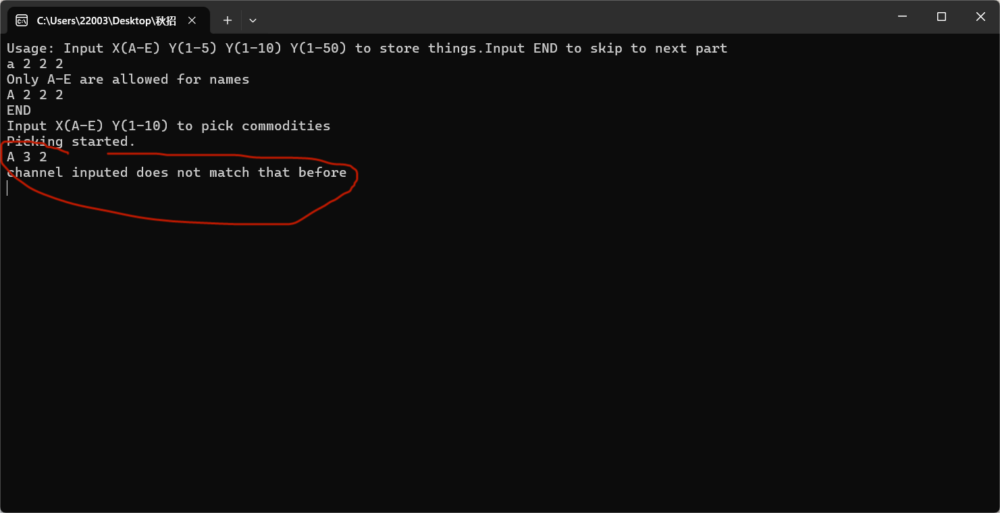 C:\Users\22003\Desktop\秋招
Usage: Input X(A-E) Y(1-5) Y(1-10) Y(1-50) to store things.Input END to skip to next part
a 2 2 2
Only A-E are allowed for names
A 2 2 2
END
Input X(A-E) Y(1-10) to pick commodities
Picking started.
A 3 2
channel inputed does not match that before